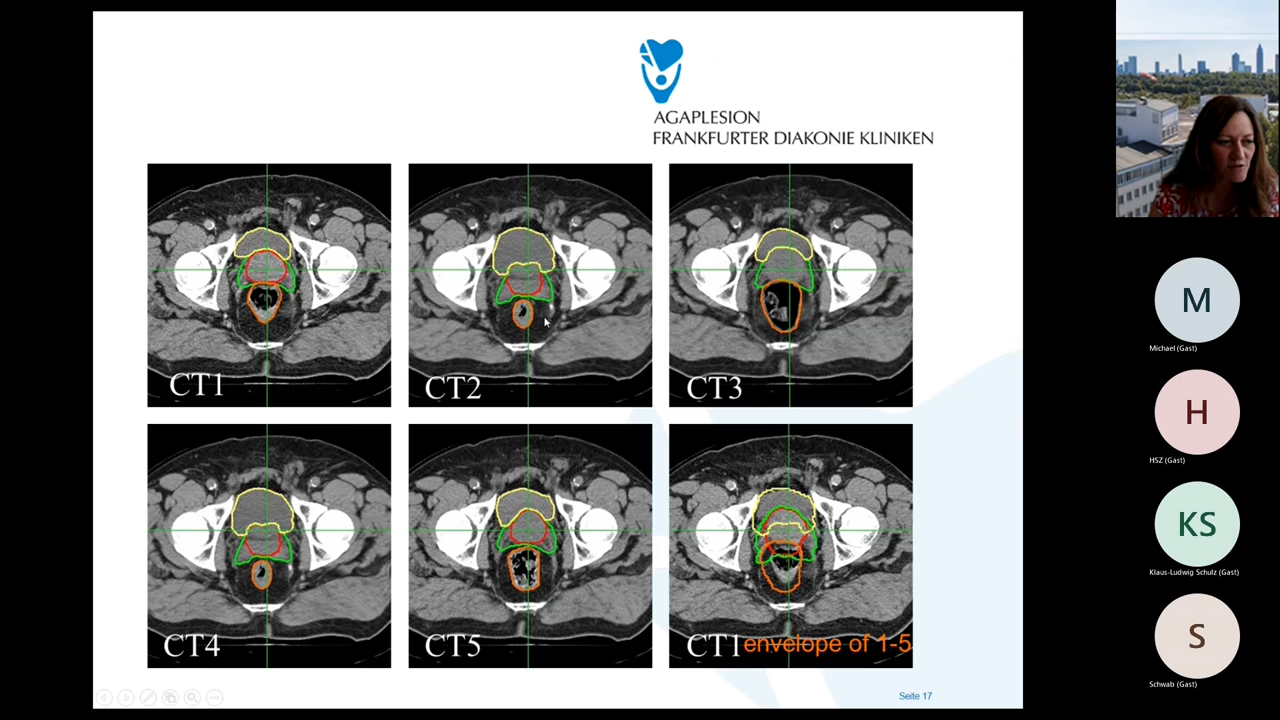 AGAPLESION
FRANKFURTER DIAKONIE KLINIKEN
CT1
CT2
CT3
CT4
CT5
CT1 envelope of 1-5
Seite 17
M
Michael (Gast)
H
HSZ (Gast)
KS
Klaus-Ludwig Schulz (Gast)
S
Schwab (Gast)